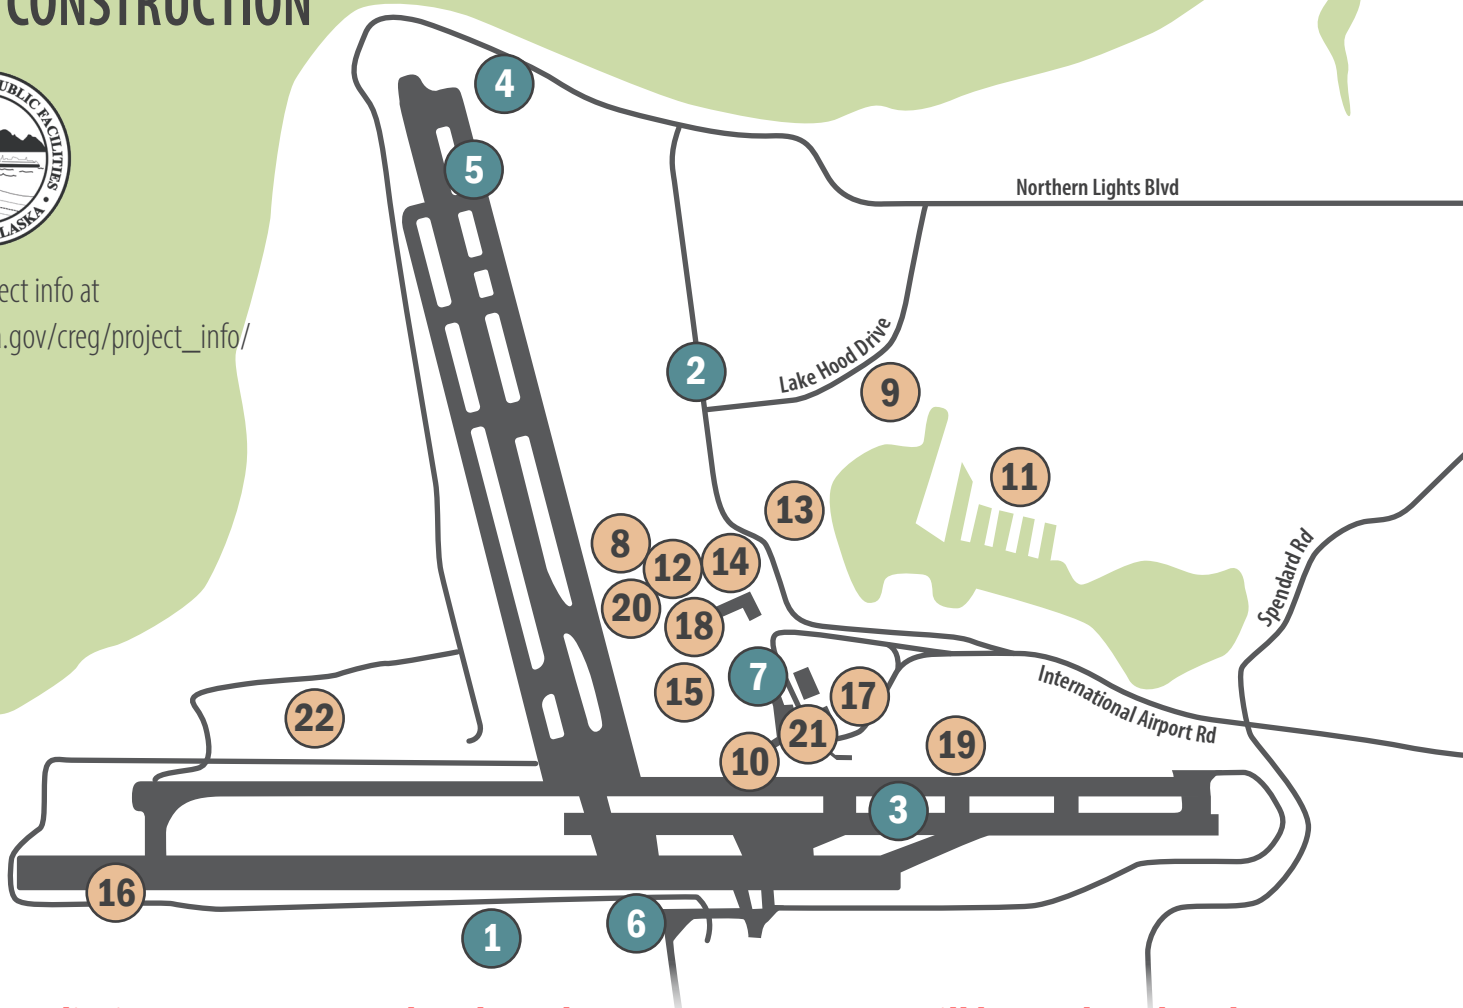 CONSTRUCTION
PUBLIC FACILITIES •
ect info at
.gov/creg/project_info/
Northern Lights Blvd
Lake Hood Drive
Spendard Rd
International Airport Rd
4
5
2
9
11
13
8
12
14
20
18
7
15
17
22
21
19
10
3
16
6
1